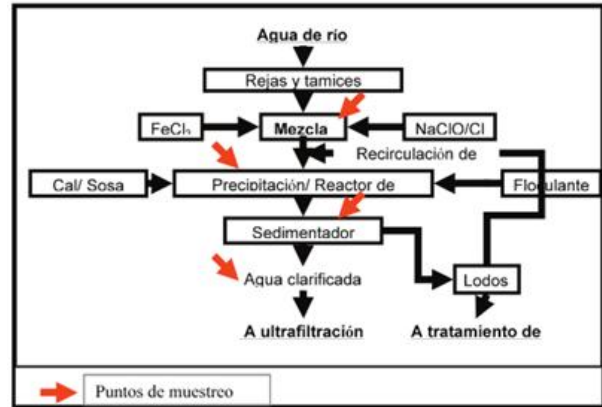 Agua de río
Rejas y tamices
FeCl₃
Mezcla
NaClO/Cl
Recirculación de
Cal/ Sosa
Precipitación/ Reactor de
Floculante
Sedimentador
Agua clarificada
Lodos
A ultrafiltración
A tratamiento de
Puntos de muestreo